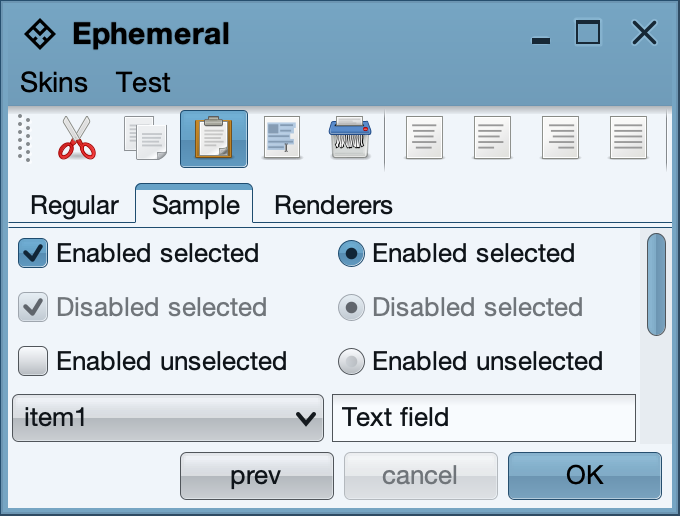 Ephemeral
Skins Test
Regular Sample Renderers
Enabled selected Enabled selected
Disabled selected Disabled selected
Enabled unselected Enabled unselected
item1 Text field
prev cancel OK